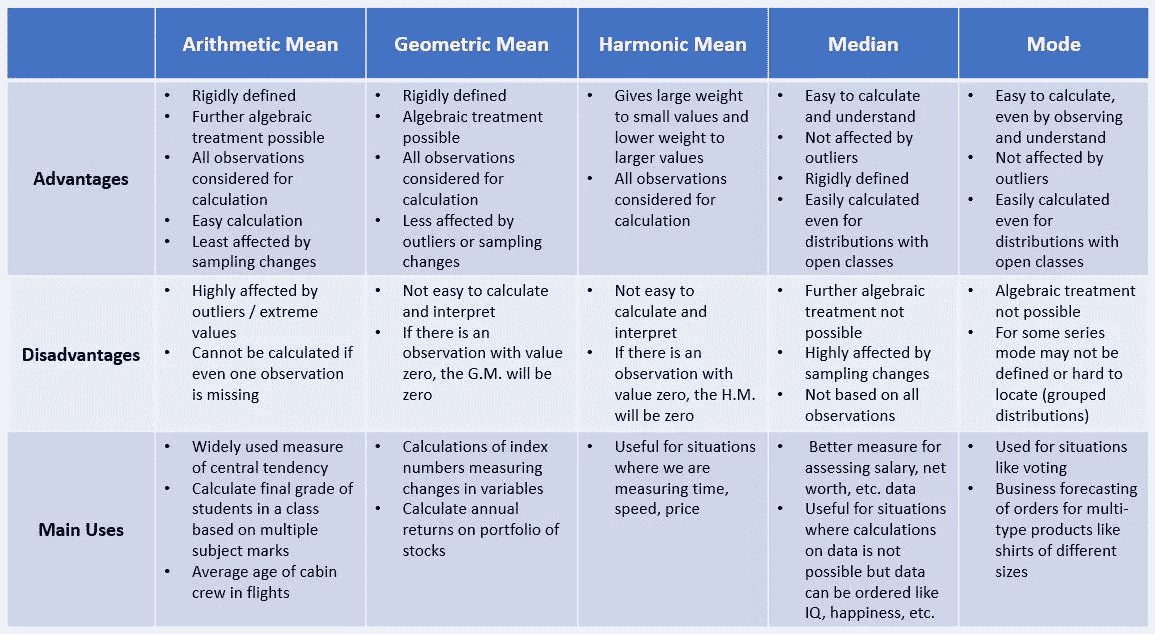 Arithmetic Mean
Geometric Mean
Harmonic Mean
Median
Mode
Advantages
• Rigidly defined
• Further algebraic
treatment possible
• All observations
considered for
calculation
• Easy calculation
• Least affected by
sampling changes
• Rigidly defined
• Algebraic treatment
possible
• All observations
considered for
calculation
• Less affected by
outliers or sampling
changes
• Gives large weight
to small values and
lower weight to
larger values
• All observations
considered for
calculation
• Easy to calculate
and understand
• Not affected by
outliers
• Rigidly defined
• Easily calculated
even for
distributions with
open classes
• Easy to calculate,
even by observing
and understand
• Not affected by
outliers
• Easily calculated
even for
distributions with
open classes
Disadvantages
• Highly affected by
outliers / extreme
values
• Cannot be calculated if
even one observation
is missing
• Not easy to calculate
and interpret
• If there is an
observation with value
zero, the G.M. will be
zero
• Not easy to
calculate and
interpret
• If there is an
observation with
value zero, the H.M.
will be zero
• Further algebraic
treatment not
possible
• Highly affected by
sampling changes
• Not based on all
observations
• Algebraic treatment
not possible
• For some series
mode may not be
defined or hard to
locate (grouped
distributions)
Main Uses
• Widely used measure
of central tendency
• Calculate final grade of
students in a class
based on multiple
subject marks
• Average age of cabin
crew in flights
• Calculations of index
numbers measuring
changes in variables
• Calculate annual
returns on portfolio of
stocks
• Useful for situations
where we are
measuring time,
speed, price
• Better measure for
assessing salary, net
worth, etc. data
• Useful for situations
where calculations
on data is not
possible but data
can be ordered like
IQ, happiness, etc.
• Used for situations
like voting
• Business forecasting
of orders for multi-
type products like
shirts of different
sizes